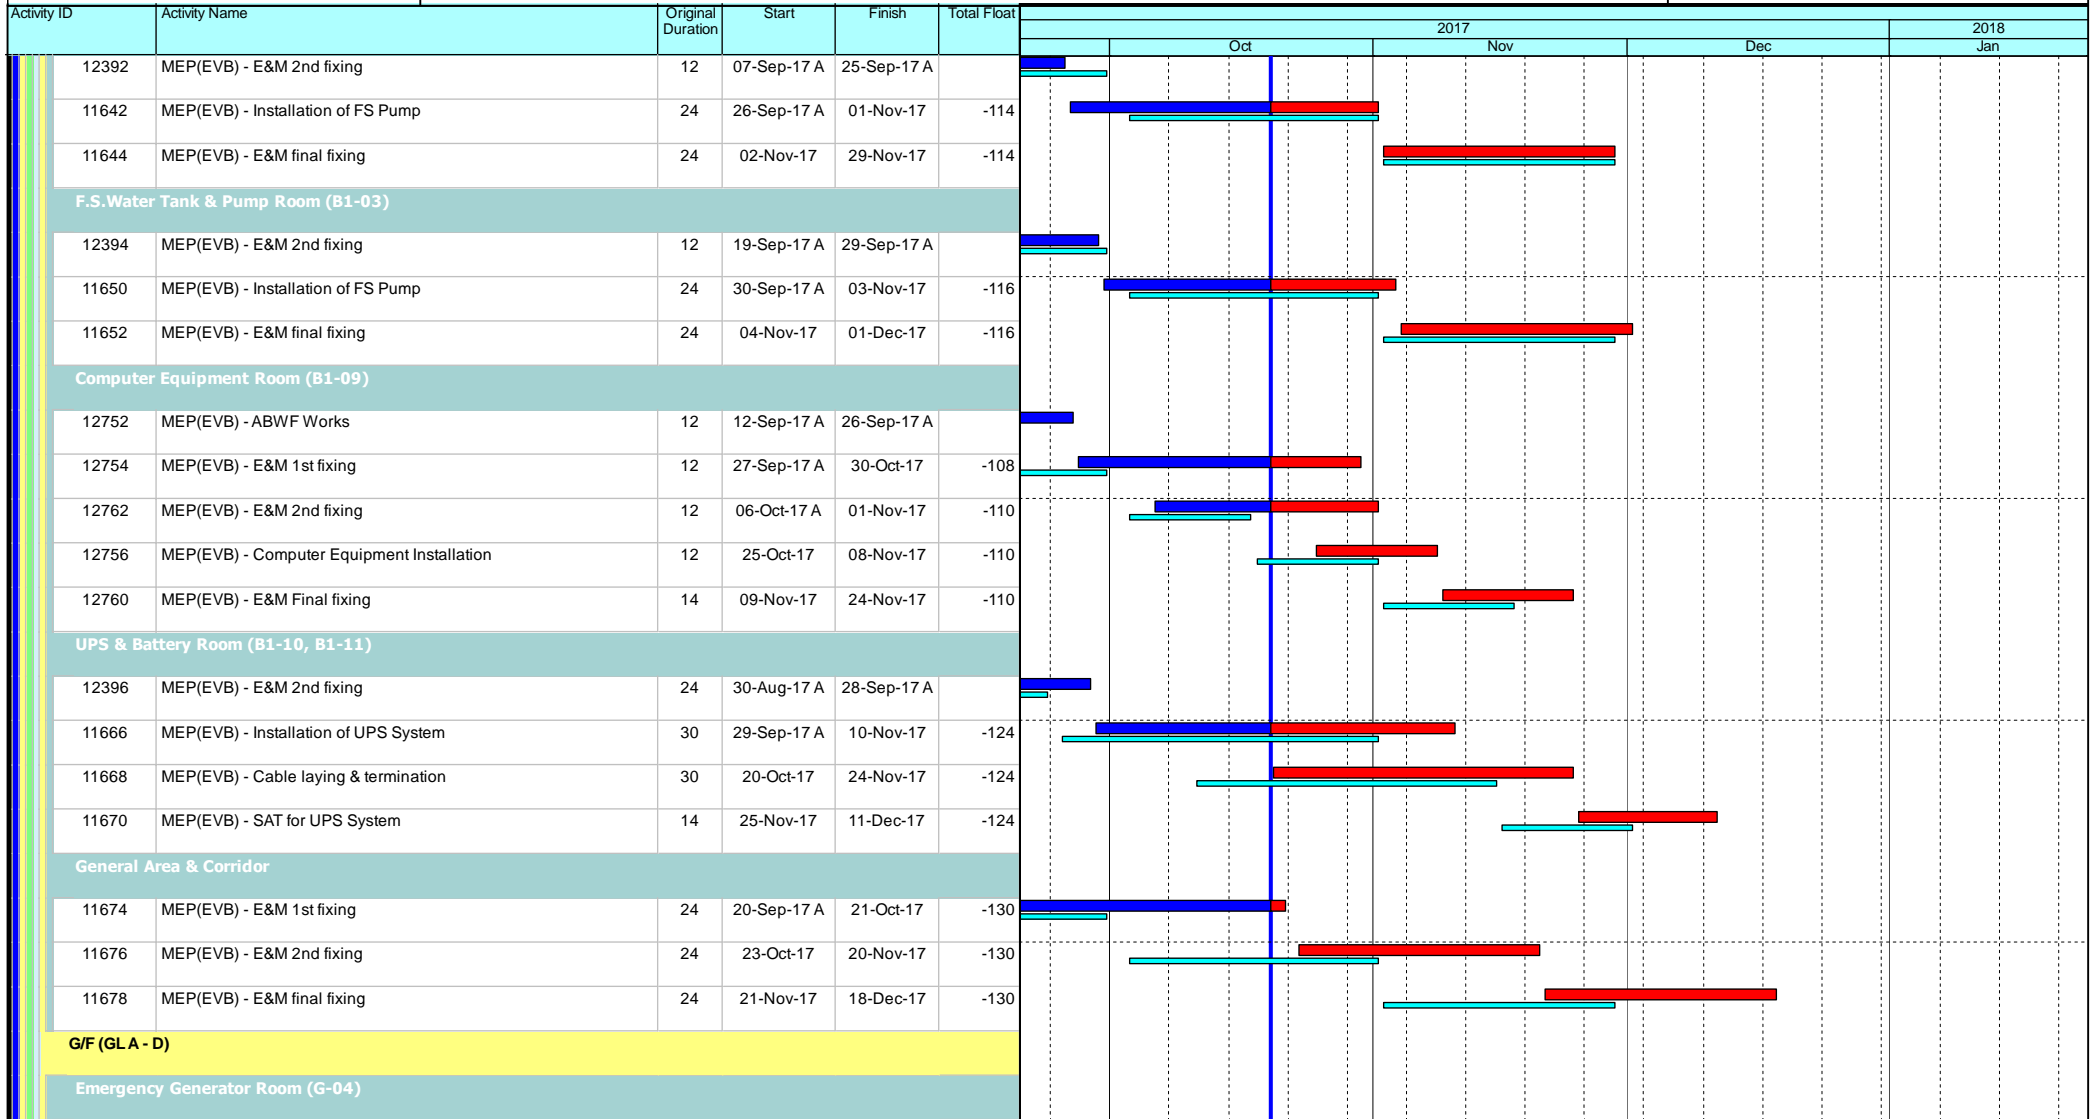 Activity ID Activity Name Original Duration Start Finish Total Float
2017 2018
Oct Nov Dec Jan
12392 MEP(EVB) - E&M 2nd fixing 12 07-Sep-17 A 25-Sep-17 A
11642 MEP(EVB) - Installation of FS Pump 24 26-Sep-17 A 01-Nov-17 -114
11644 MEP(EVB) - E&M final fixing 24 02-Nov-17 29-Nov-17 -114
F.S.Water Tank & Pump Room (B1-03)
12394 MEP(EVB) - E&M 2nd fixing 12 19-Sep-17 A 29-Sep-17 A
11650 MEP(EVB) - Installation of FS Pump 24 30-Sep-17 A 03-Nov-17 -116
11652 MEP(EVB) - E&M final fixing 24 04-Nov-17 01-Dec-17 -116
Computer Equipment Room (B1-09)
12752 MEP(EVB) - ABWF Works 12 12-Sep-17 A 26-Sep-17 A
12754 MEP(EVB) - E&M 1st fixing 12 27-Sep-17 A 30-Oct-17 -108
12762 MEP(EVB) - E&M 2nd fixing 12 06-Oct-17 A 01-Nov-17 -110
12756 MEP(EVB) - Computer Equipment Installation 12 25-Oct-17 08-Nov-17 -110
12760 MEP(EVB) - E&M Final fixing 14 09-Nov-17 24-Nov-17 -110
UPS & Battery Room (B1-10, B1-11)
12396 MEP(EVB) - E&M 2nd fixing 24 30-Aug-17 A 28-Sep-17 A
11666 MEP(EVB) - Installation of UPS System 30 29-Sep-17 A 10-Nov-17 -124
11668 MEP(EVB) - Cable laying & termination 30 20-Oct-17 24-Nov-17 -124
11670 MEP(EVB) - SAT for UPS System 14 25-Nov-17 11-Dec-17 -124
General Area & Corridor
11674 MEP(EVB) - E&M 1st fixing 24 20-Sep-17 A 21-Oct-17 -130
11676 MEP(EVB) - E&M 2nd fixing 24 23-Oct-17 20-Nov-17 -130
11678 MEP(EVB) - E&M final fixing 24 21-Nov-17 18-Dec-17 -130
G/F (GL A - D)
Emergency Generator Room (G-04)